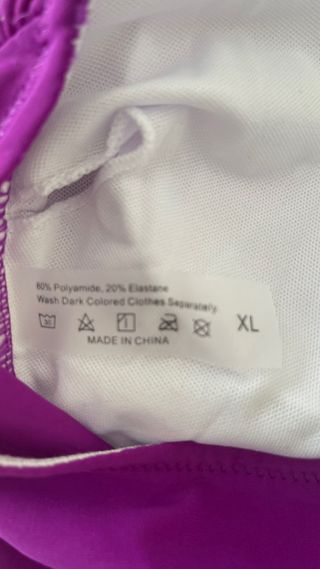 80% Polyamide, 20% Elastane
Wash Dark Colored Clothes Separately.
XL
MADE IN CHINA